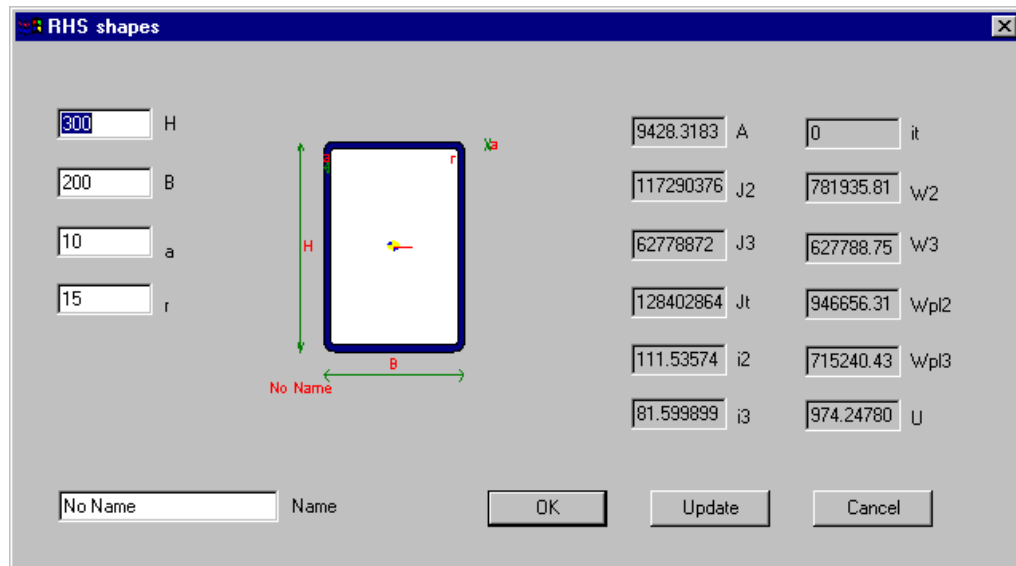 RHS shapes
300 H
200 B
10 a
15 r
a
r
a
H
B
No Name
9428.3183 A 0 it
117290376 J2 781935.81 W2
62778872 J3 627788.75 W3
128402864 Jt 946656.31 Wpl2
111.53574 i2 715240.43 Wpl3
81.599899 i3 974.24780 U
No Name Name OK Update Cancel